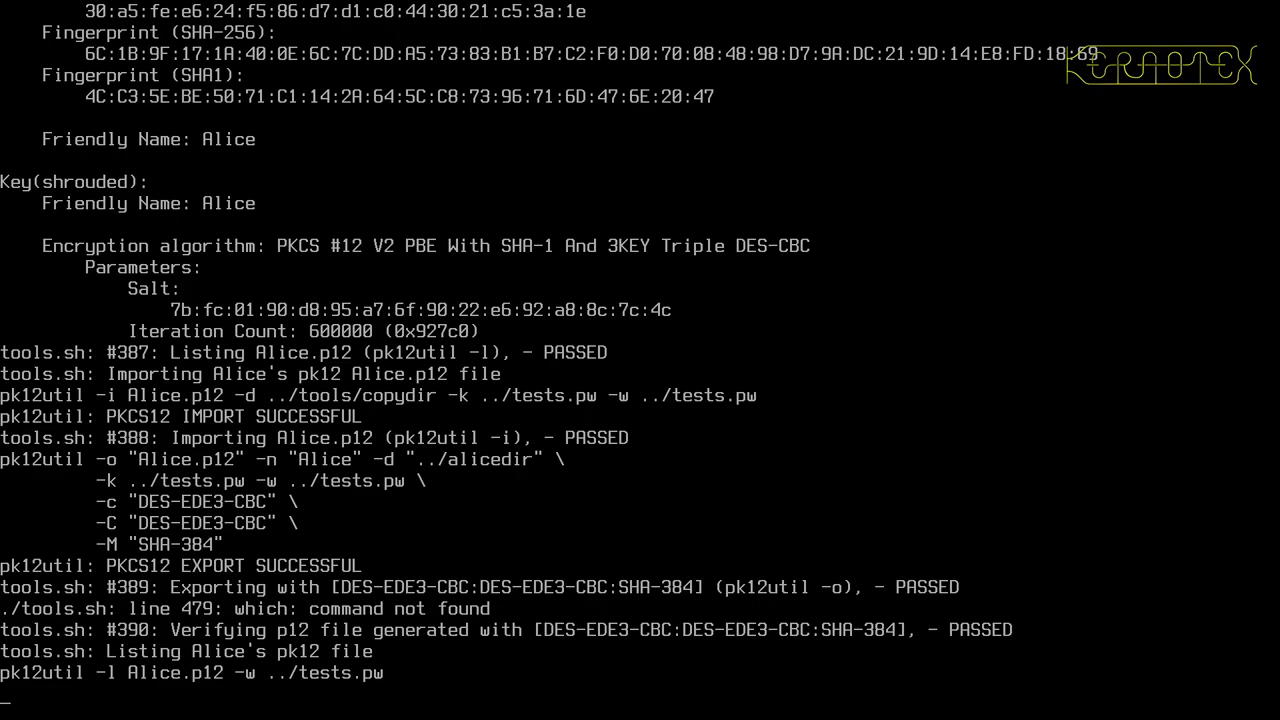 30:a5:fe:e6:24:f5:86:d7:d1:c0:44:30:21:c5:3a:1e
Fingerprint (SHA-256):
6C:1B:9F:17:1A:40:0E:6C:7C:DD:A5:73:83:B1:B7:C2:F0:D0:70:08:48:98:D7:9A:DC:21:9D:14:E8:FD:18:69
Fingerprint (SHA1):
4C:C3:5E:BE:50:71:C1:14:2A:64:5C:C8:73:96:71:6D:47:6E:20:47
Friendly Name: Alice
Key(shrouded):
Friendly Name: Alice
Encryption algorithm: PKCS #12 V2 PBE With SHA-1 And 3KEY Triple DES-CBC
Parameters:
Salt:
7b:fc:01:90:d8:95:a7:6f:90:22:e6:92:a8:8c:7c:4c
Iteration Count: 600000 (0x927c0)
tools.sh: #387: Listing Alice.p12 (pk12util -l), - PASSED
tools.sh: Importing Alice's pk12 Alice.p12 file
pk12util -i Alice.p12 -d ../tools/copydir -k ../tests.pw -w ../tests.pw
pk12util: PKCS12 IMPORT SUCCESSFUL
tools.sh: #388: Importing Alice.p12 (pk12util -i), - PASSED
pk12util -o "Alice.p12" -n "Alice" -d "../alicedir" \
-k ../tests.pw -w ../tests.pw \
-c "DES-EDE3-CBC" \
-C "DES-EDE3-CBC" \
-M "SHA-384"
pk12util: PKCS12 EXPORT SUCCESSFUL
tools.sh: #389: Exporting with [DES-EDE3-CBC:DES-EDE3-CBC:SHA-384] (pk12util -o), - PASSED
./tools.sh: line 479: which: command not found
tools.sh: #390: Verifying p12 file generated with [DES-EDE3-CBC:DES-EDE3-CBC:SHA-384], - PASSED
tools.sh: Listing Alice's pk12 file
pk12util -l Alice.p12 -w ../tests.pw